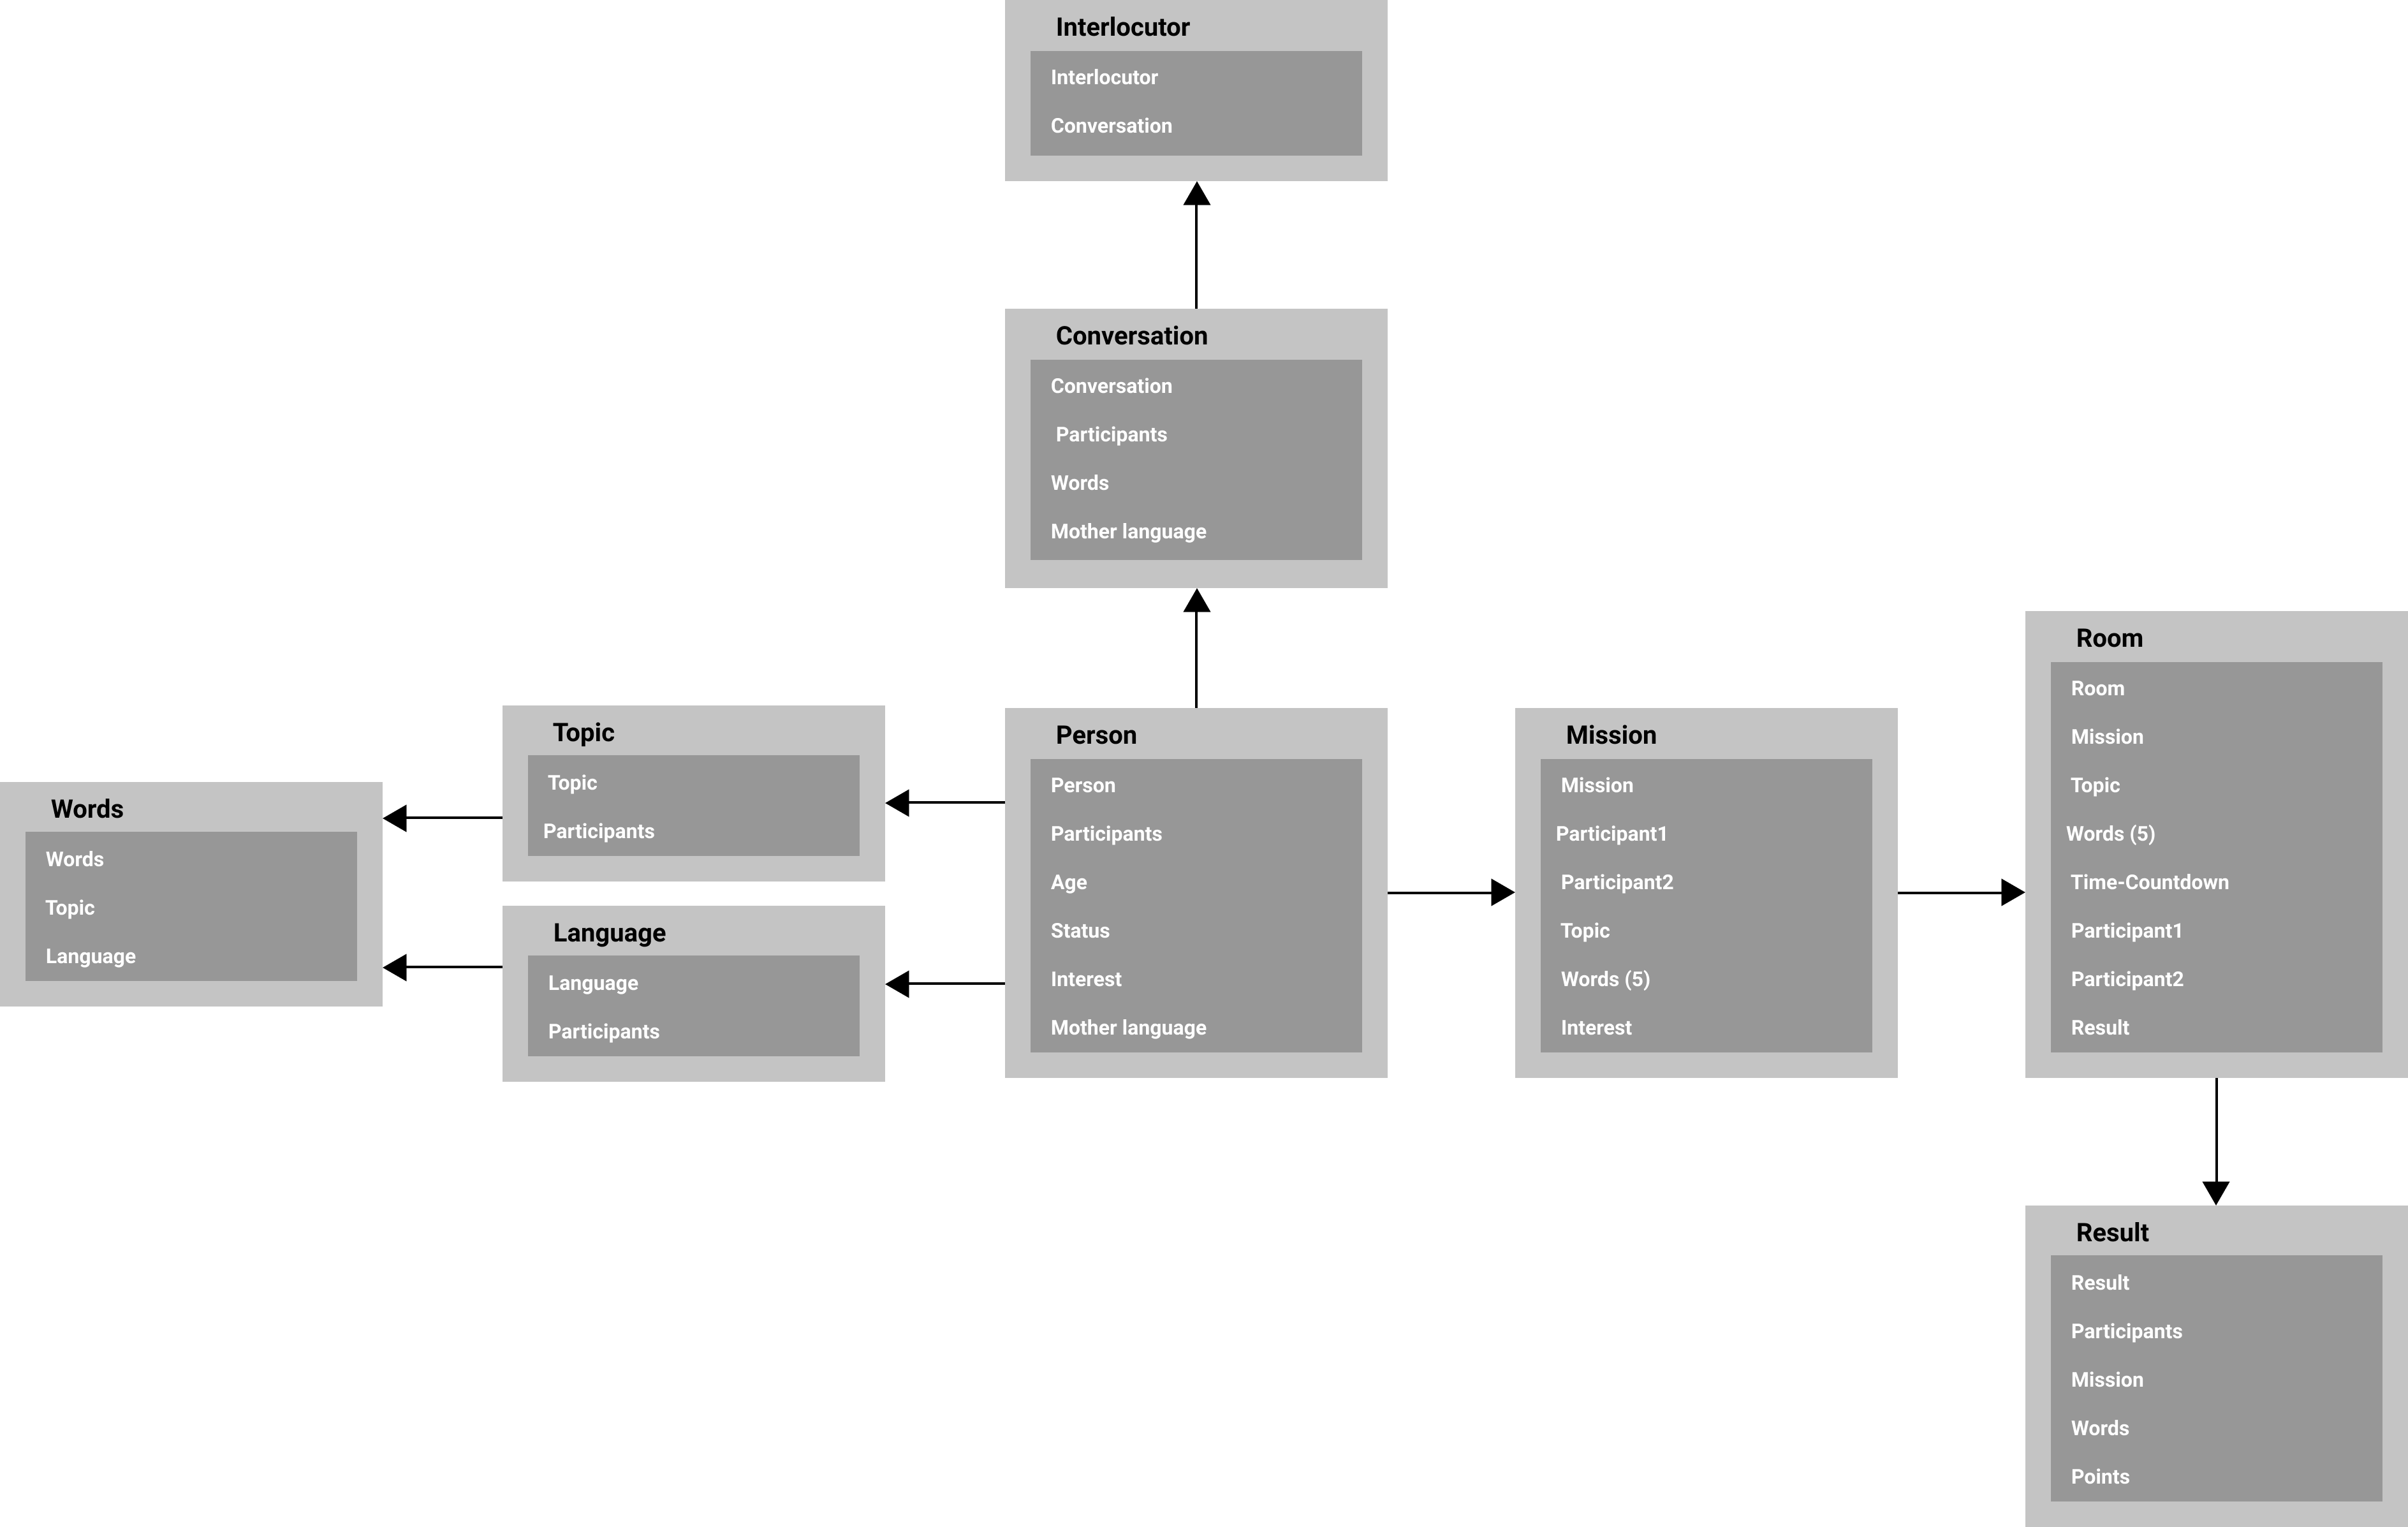 Interlocutor
Interlocutor
Conversation
Conversation
Conversation
Participants
Words
Mother language
Words
Words
Topic
Language
Topic
Topic
Participants
Language
Language
Participants
Person
Person
Participants
Age
Status
Interest
Mother language
Mission
Mission
Participant1
Participant2
Topic
Words (5)
Interest
Room
Room
Mission
Topic
Words (5)
Time-Countdown
Participant1
Participant2
Result
Result
Result
Participants
Mission
Words
Points